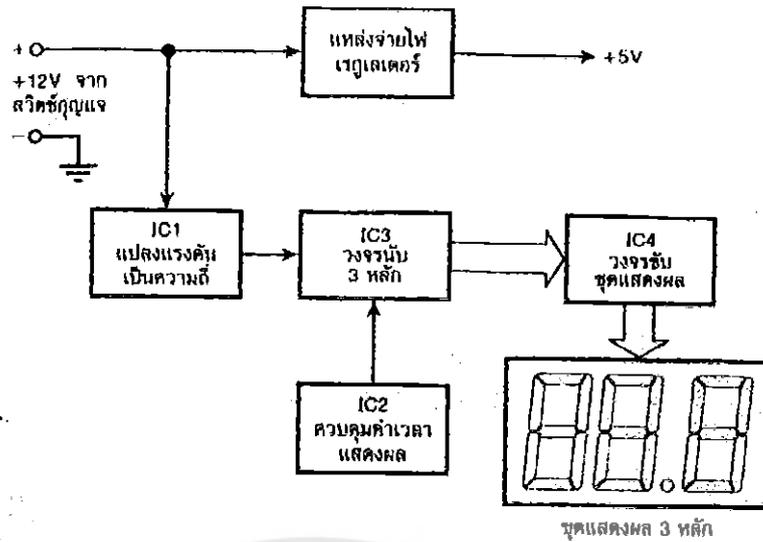 แหล่งจ่ายไฟ
เรกูเลเตอร์
+
+5V
+12V จาก
สวิตช์กุญแจ
-
IC1
แปลงแรงดัน
เป็นความถี่
IC3
วงจรนับ
3 หลัก
IC4
วงจรขับ
ชุดแสดงผล
IC2
ควบคุมค่าเวลา
แสดงผล
88.8
ชุดแสดงผล 3 หลัก